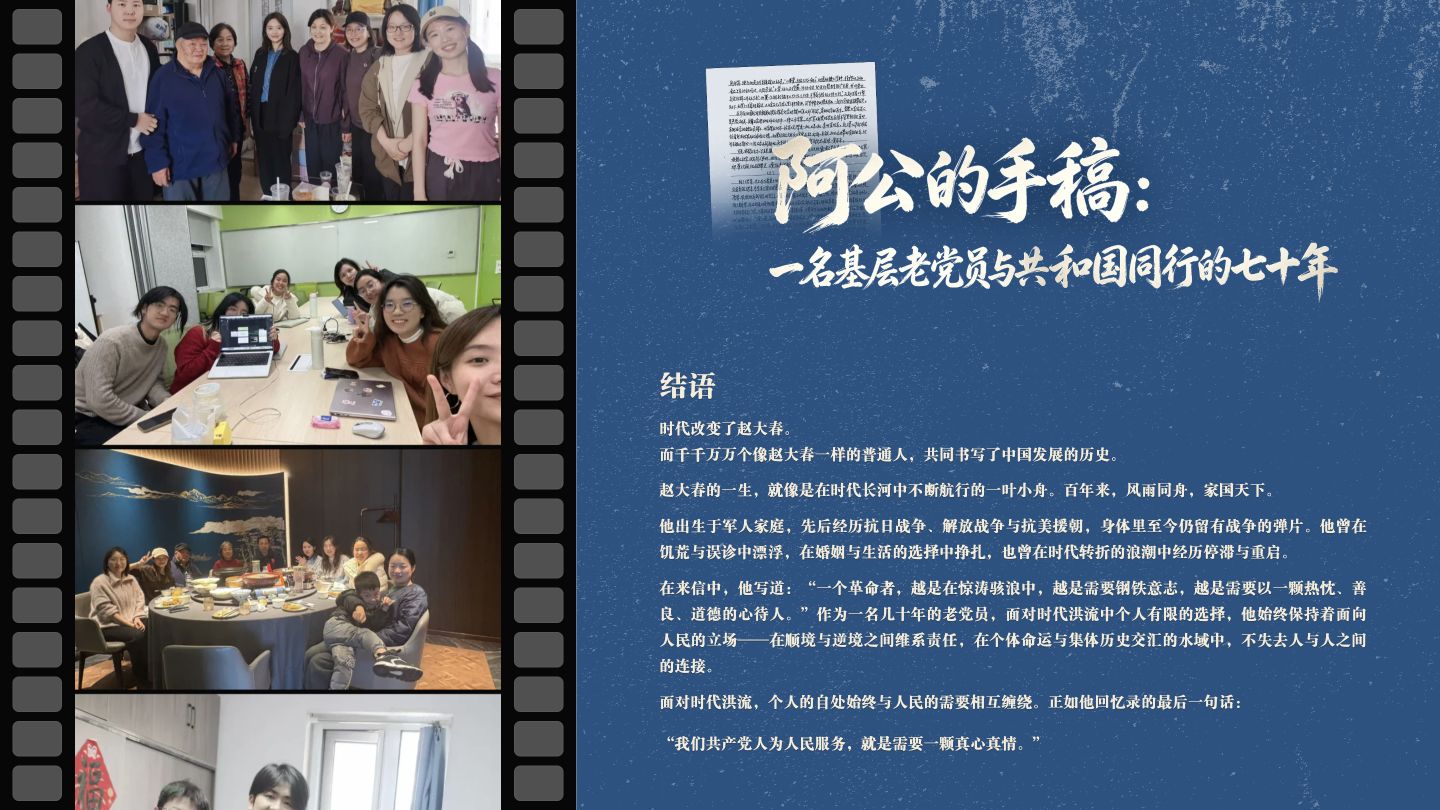 阿公的手稿：
一名基层老党员与共和国同行的七十年
结语
时代改变了赵大春。
而千千万万个像赵大春一样的普通人，共同书写了中国发展的历史。
赵大春的一生，就像是在时代长河中不断航行的一叶小舟。百年来，风雨同舟，家国天下。
他出生于军人家庭，先后经历抗日战争、解放战争与抗美援朝，身体里至今仍留有战争的弹片。他曾在
饥荒与误诊中漂浮，在婚姻与生活的选择中挣扎，也曾在时代转折的浪潮中经历停滞与重启。
在来信中，他写道：“一个革命者，越是在惊涛骇浪中，越是需要钢铁意志，越是需要以一颗热忱、善
良、道德的心待人。”作为一名几十年的老党员，面对时代洪流中个人有限的选择，他始终保持着面向
人民的立场——在顺境与逆境之间维系责任，在个体命运与集体历史交汇的水域中，不失去人与人之间
的连接。
面对时代洪流，个人的自处始终与人民的需要相互缠绕。正如他回忆录的最后一句话：
“我们共产党人为人民服务，就是需要一颗真心真情。”
福